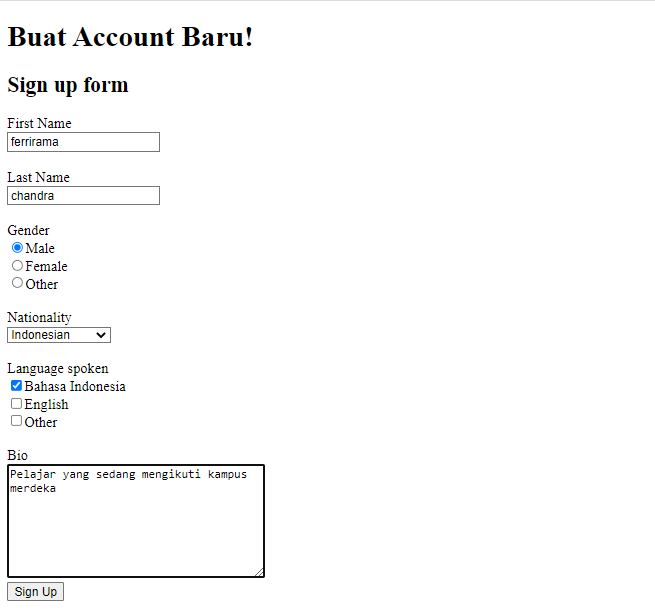 Buat Account Baru!
Sign up form
First Name
ferrirama
Last Name
chandra
Gender
Male
Female
Other
Nationality
Indonesian
Language spoken
Bahasa Indonesia
English
Other
Bio
Pelajar yang sedang mengikuti kampus
merdeka
Sign Up